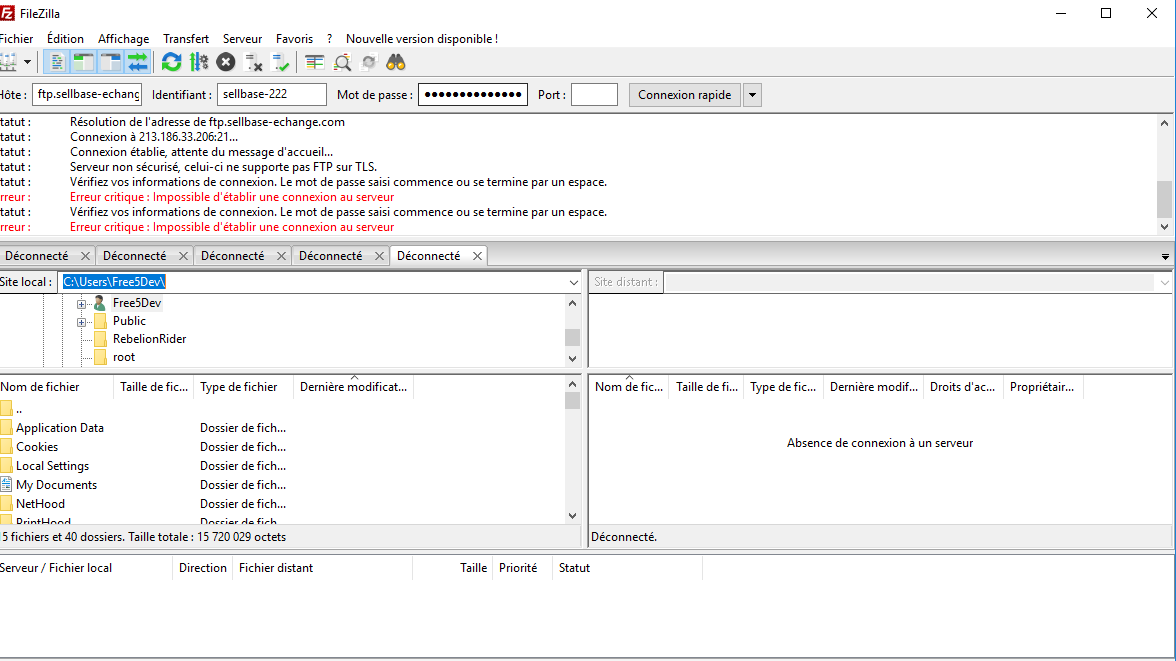 FileZilla
Fichier Édition Affichage Transfert Serveur Favoris ? Nouvelle version disponible !
Hôte : ftp.sellbase-echang Identifiant : sellbase-222 Mot de passe : ●●●●●●●●●●●●●● Port : Connexion rapide
tatut : Résolution de l'adresse de ftp.sellbase-echange.com
tatut : Connexion à 213.186.33.206:21...
tatut : Connexion établie, attente du message d'accueil...
tatut : Serveur non sécurisé, celui-ci ne supporte pas FTP sur TLS.
tatut : Vérifiez vos informations de connexion. Le mot de passe saisi commence ou se termine par un espace.
rreur : Erreur critique : Impossible d'établir une connexion au serveur
tatut : Vérifiez vos informations de connexion. Le mot de passe saisi commence ou se termine par un espace.
rreur : Erreur critique : Impossible d'établir une connexion au serveur
Déconnecté Déconnecté Déconnecté Déconnecté Déconnecté
Site local : C:\Users\Free5Dev\ Site distant :
Free5Dev
Public
RebelionRider
root
Nom de fichier Taille de fic... Type de fichier Dernière modificat... Nom de fic... Taille de fi... Type de fic... Dernière modif... Droits d'ac... Propriétair...
..
Application Data Dossier de fich...
Cookies Dossier de fich...
Absence de connexion à un serveur
Local Settings Dossier de fich...
My Documents Dossier de fich...
NetHood Dossier de fich...
PrintHood Dossier de fich...
5 fichiers et 40 dossiers. Taille totale : 15 720 029 octets Déconnecté.
Serveur / Fichier local Direction Fichier distant Taille Priorité Statut